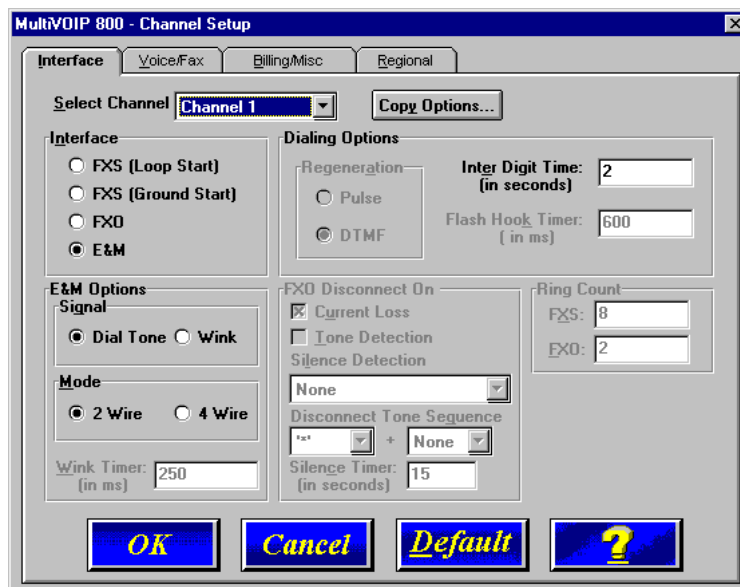 MultiVOIP 800 - Channel Setup
Interface
Voice/Fax
Billing/Misc
Regional
Select Channel
Channel 1
Copy Options...
Interface
FXS (Loop Start)
FXS (Ground Start)
FXO
E&M
Dialing Options
Regeneration
Pulse
DTMF
Inter Digit Time:
(in seconds)
2
Flash Hook Timer:
( in ms)
600
E&M Options
Signal
Dial Tone
Wink
Mode
2 Wire
4 Wire
Wink Timer:
(in ms)
250
FXO Disconnect On
Current Loss
Tone Detection
Silence Detection
None
Disconnect Tone Sequence
'*'
+
None
Silence Timer:
(in seconds)
15
Ring Count
FXS:
8
FXO:
2
OK
Cancel
Default
?